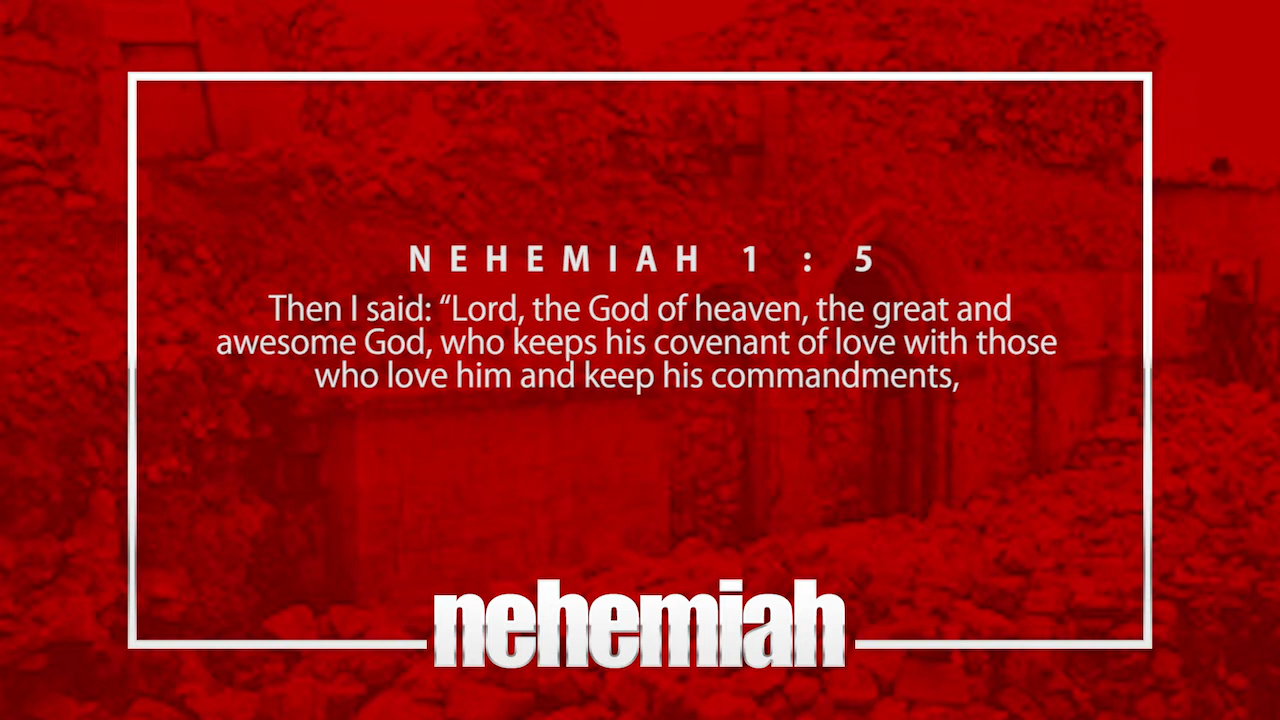 NEHEMIAH 1 : 5
Then I said: “Lord, the God of heaven, the great and
awesome God, who keeps his covenant of love with those
who love him and keep his commandments,
nehemiah